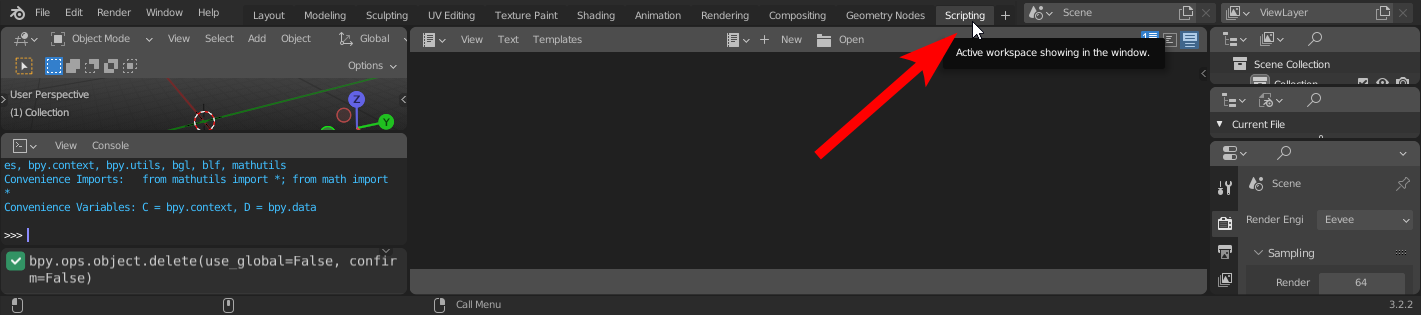 File Edit Render Window Help
Layout Modeling Sculpting UV Editing Texture Paint Shading Animation Rendering Compositing Geometry Nodes Scripting +
Scene
ViewLayer
Object Mode View Select Add Object Global
Options
User Perspective
(1) Collection
Z
Y
View Text Templates
New Open
Active workspace showing in the window.
View Console
es, bpy.context, bpy.utils, bgl, blf, mathutils
Convenience Imports: from mathutils import *; from math import
*
Convenience Variables: C = bpy.context, D = bpy.data
>>>
bpy.ops.object.delete(use_global=False, confir
m=False)
Scene Collection
Collection
Current File
Scene
Render Engi Eevee
Sampling
Render 64
Call Menu
3.2.2